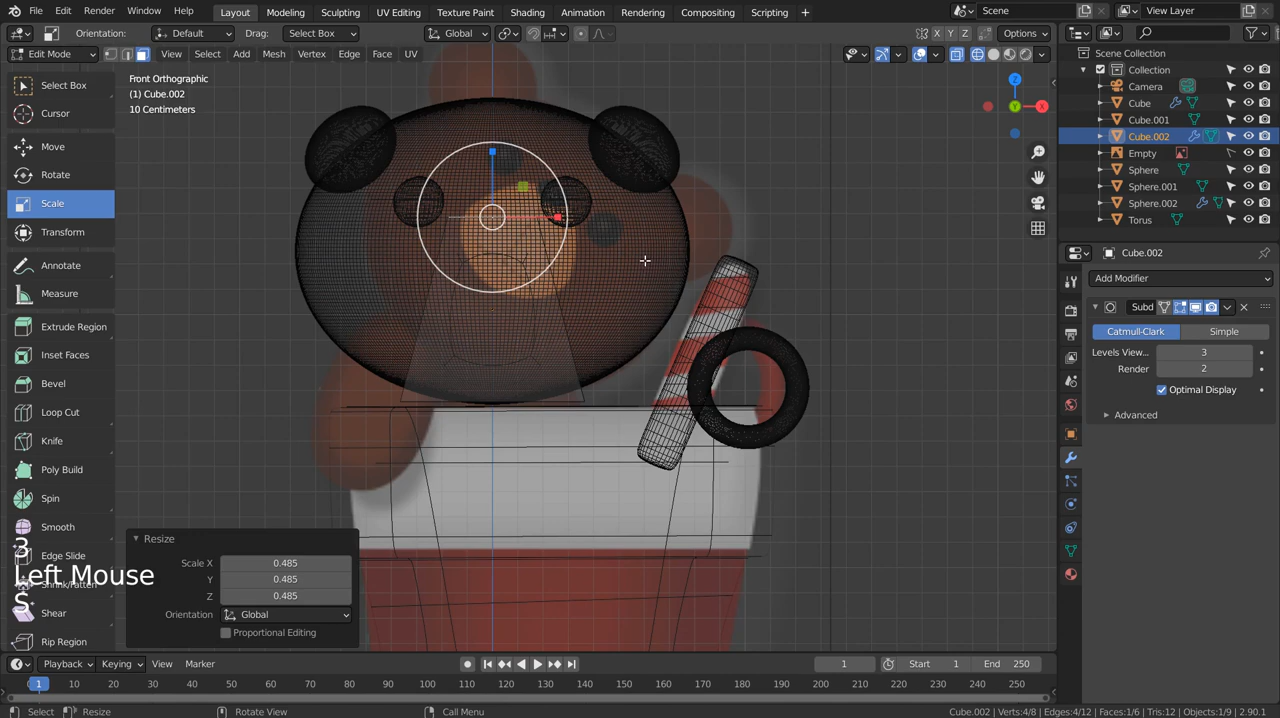 File Edit Render Window Help Layout Modeling Sculpting UV Editing Texture Paint Shading Animation Rendering Compositing Scripting + Scene View Layer
Orientation: Default Drag: Select Box Global X Y Z Options
Edit Mode View Select Add Mesh Vertex Edge Face UV
Front Orthographic
(1) Cube.002
10 Centimeters
Select Box
Cursor
Move
Rotate
Scale
Transform
Annotate
Measure
Extrude Region
Inset Faces
Bevel
Loop Cut
Knife
Poly Build
Spin
Smooth
Edge Slide
Shrink/Fatten
Shear
Rip Region
Z
X
Y
3
Left Mouse
S
Resize
Scale X 0.485
Y 0.485
Z 0.485
Orientation Global
Proportional Editing
Scene Collection
Collection
Camera
Cube
Cube.001
Cube.002
Empty
Sphere
Sphere.001
Sphere.002
Torus
Cube.002
Add Modifier
Subd
Catmull-Clark Simple
Levels View... 3
Render 2
Optimal Display
Advanced
Playback Keying View Marker 1 Start 1 End 250
1 10 20 30 40 50 60 70 80 90 100 110 120 130 140 150 160 170 180 190 200 210 220 230 240 250
Select Resize Rotate View Call Menu Cube.002 | Verts:4/8 | Edges:4/12 | Faces:1/6 | Tris:12 | Objects:1/9 | 2.90.1